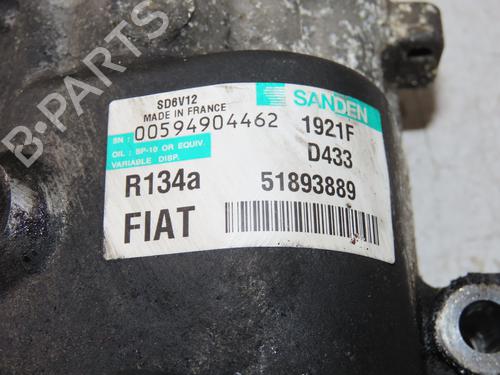 SD6V12
MADE IN FRANCE
SANDEN
SN : 00594904462
1921F
OIL : SP-10 OR EQUIV.
VARIABLE DISP.
D433
R134a
51893889
FIAT
B-PARTS